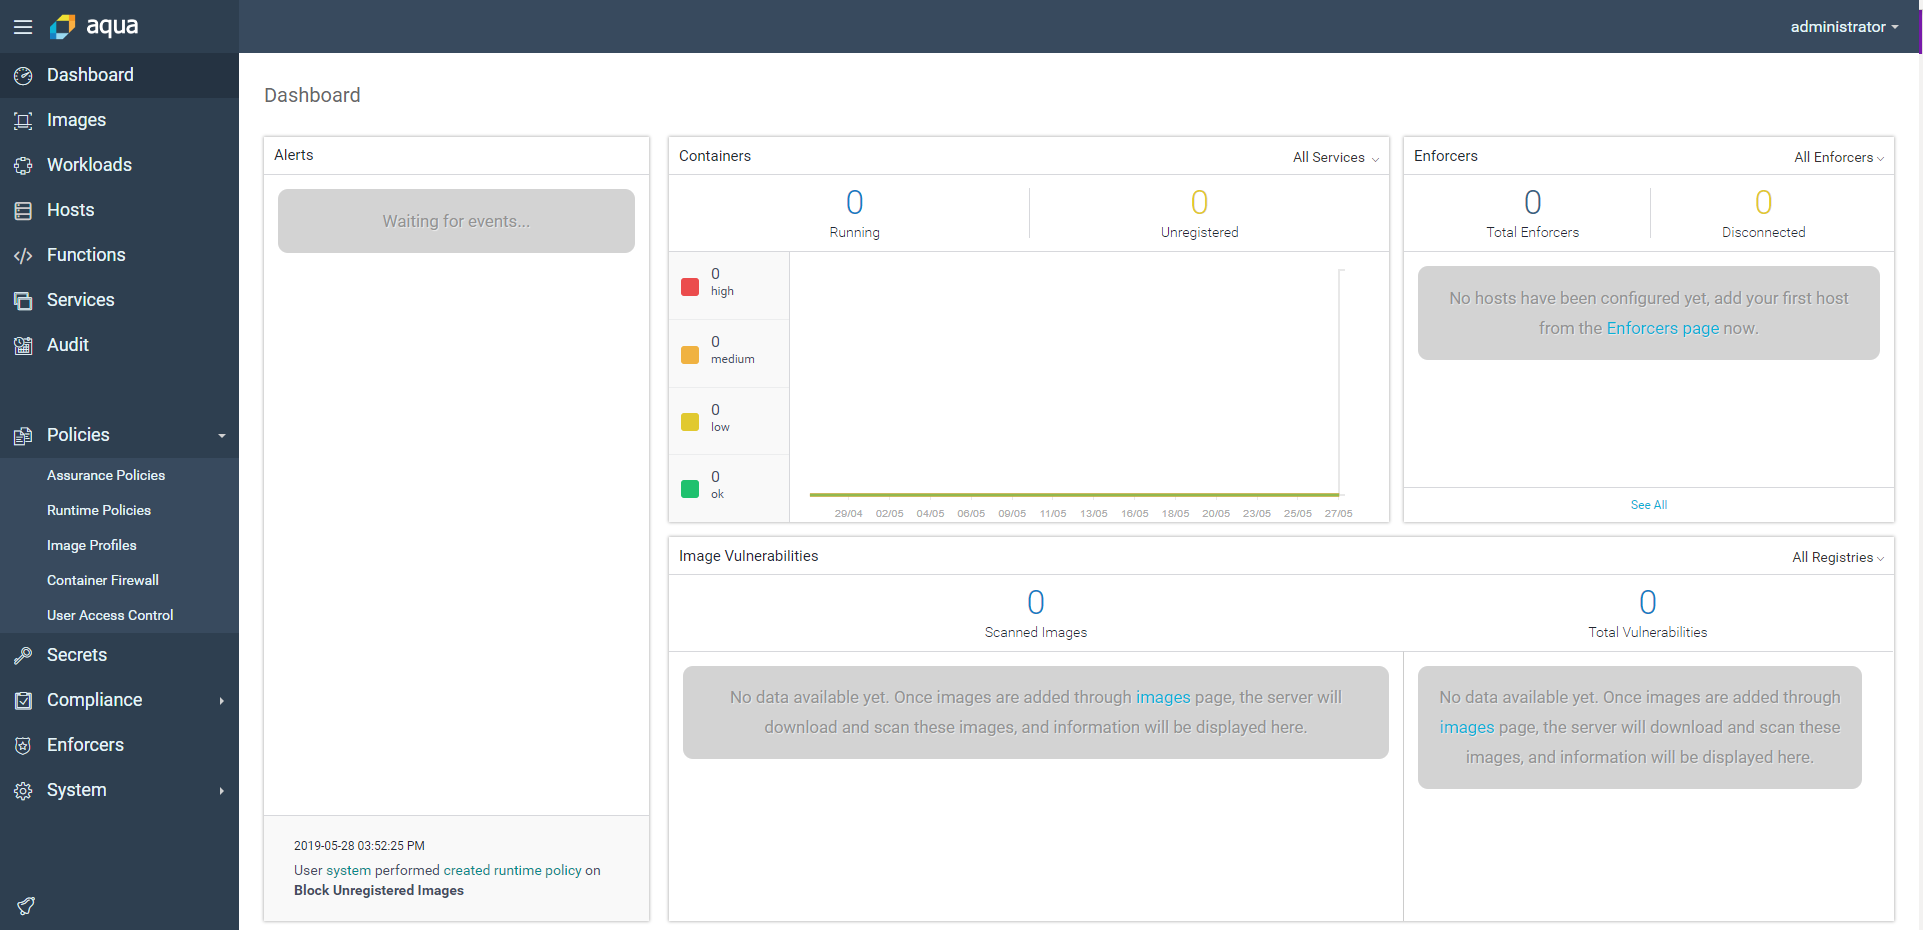 aqua
administrator
Dashboard
Images
Workloads
Hosts
Functions
Services
Audit
Policies
Assurance Policies
Runtime Policies
Image Profiles
Container Firewall
User Access Control
Secrets
Compliance
Enforcers
System
Dashboard
Alerts
Waiting for events...
2019-05-28 03:52:25 PM
User system performed created runtime policy on
Block Unregistered Images
Containers
All Services
0
Running
0
Unregistered
0
high
0
medium
0
low
0
ok
29/04 02/05 04/05 06/05 09/05 11/05 13/05 16/05 18/05 20/05 23/05 25/05 27/05
Enforcers
All Enforcers
0
Total Enforcers
0
Disconnected
No hosts have been configured yet, add your first host
from the Enforcers page now.
See All
Image Vulnerabilities
All Registries
0
Scanned Images
0
Total Vulnerabilities
No data available yet. Once images are added through images page, the server will
download and scan these images, and information will be displayed here.
No data available yet. Once images are added through
images page, the server will download and scan these
images, and information will be displayed here.